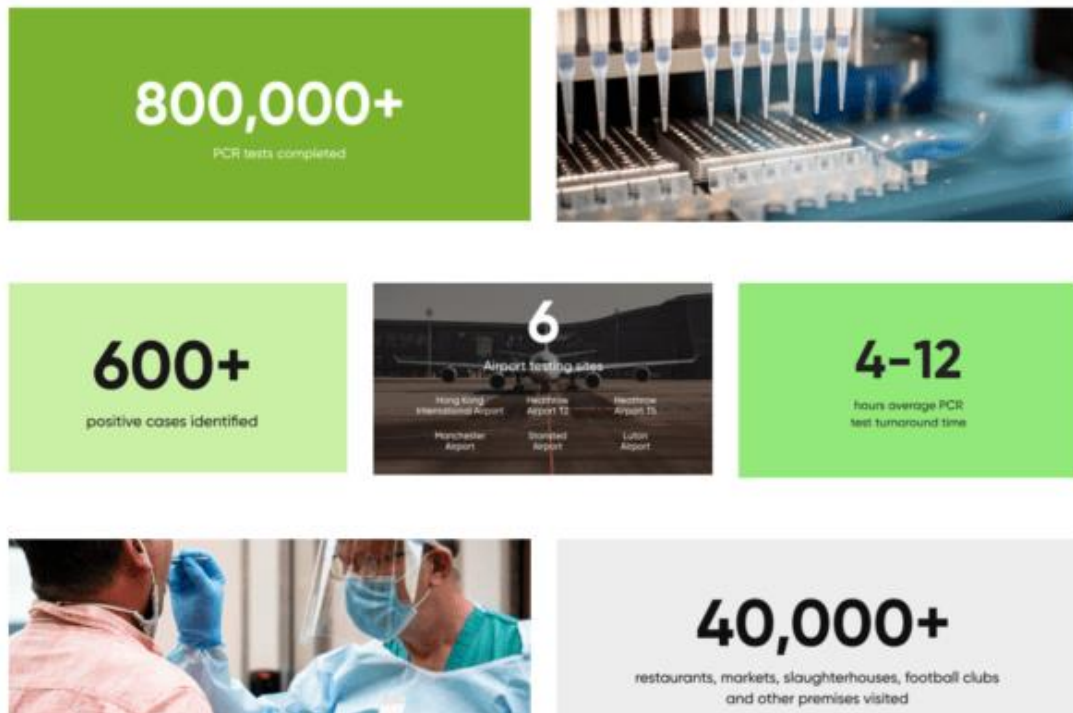 800,000+
PCR tests completed
600+
positive cases identified
6
Airport testing sites
Hong Kong
International Airport
Heathrow
Airport T2
Heathrow
Airport T5
Manchester
Airport
Stansted
Airport
Luton
Airport
4-12
hours average PCR
test turnaround time
40,000+
restaurants, markets, slaughterhouses, football clubs
and other premises visited